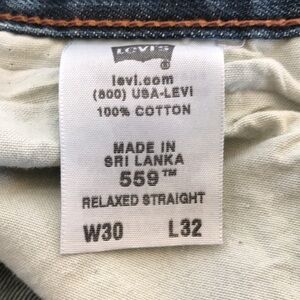 LEVI'S
levi.com
(800) USA-LEVI
100% COTTON
MADE IN
SRI LANKA
559™
RELAXED STRAIGHT
W30 L32